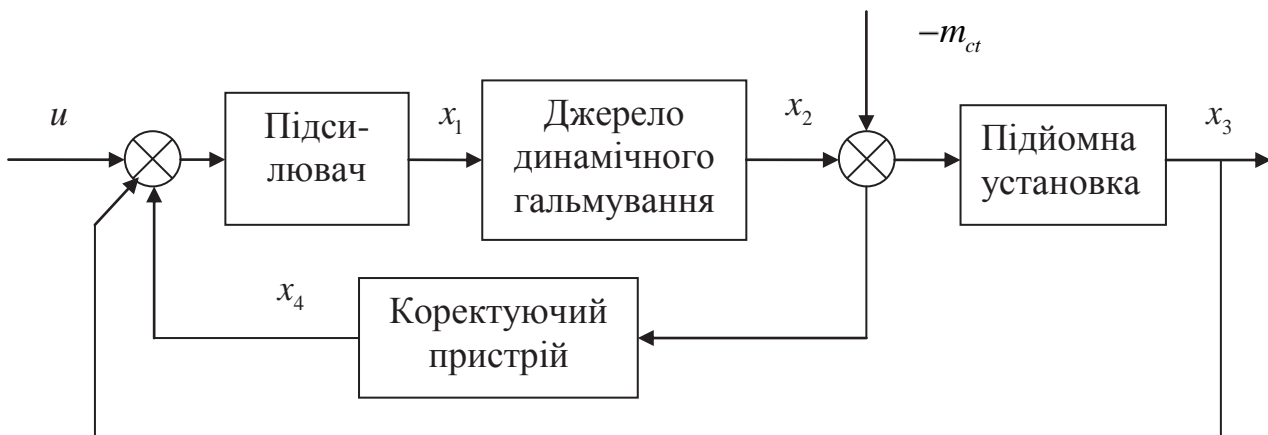 −m_ct
u
Підси-
лювач
x_1
Джерело
динамічного
гальмування
x_2
Підйомна
установка
x_3
x_4
Коректуючий
пристрій